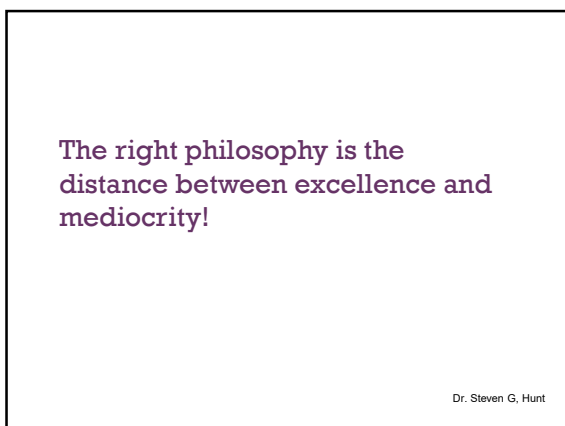 The right philosophy is the
distance between excellence and
mediocrity!
Dr. Steven G, Hunt